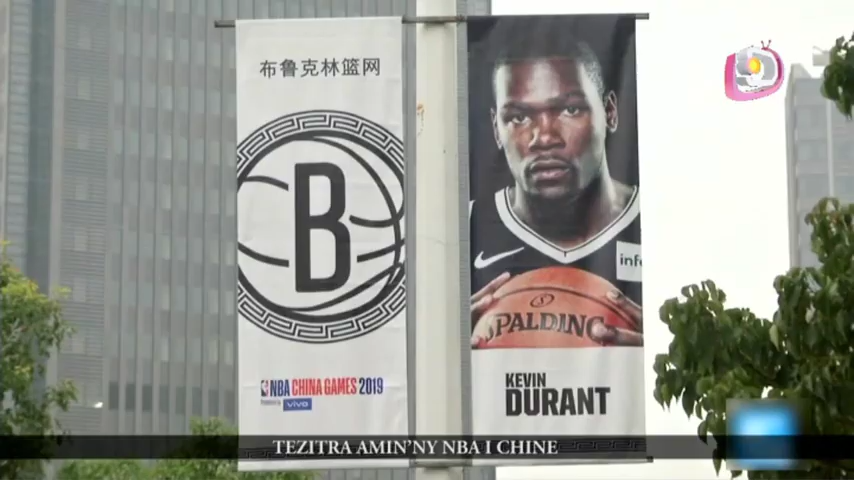 布鲁克林篮网
B
NBA CHINA GAMES 2019
vivo
info
SPALDING
KEVIN
DURANT
TEZITRA AMIN'NY NBA I CHINE